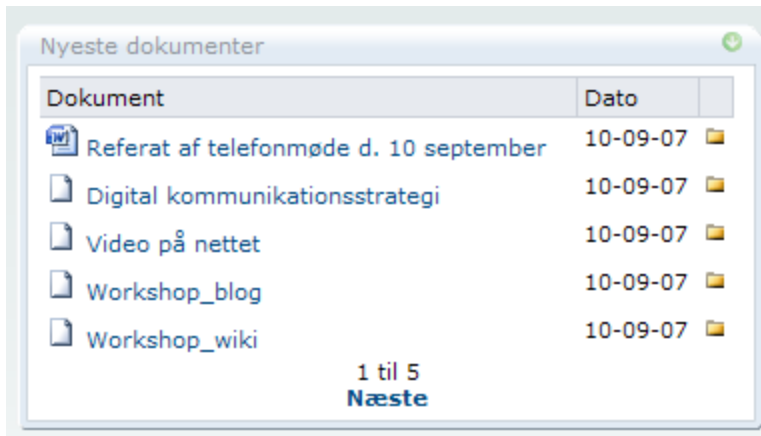 Nyeste dokumenter
Dokument Dato
Referat af telefonmøde d. 10 september 10-09-07
Digital kommunikationsstrategi 10-09-07
Video på nettet 10-09-07
Workshop_blog 10-09-07
Workshop_wiki 10-09-07
1 til 5
Næste